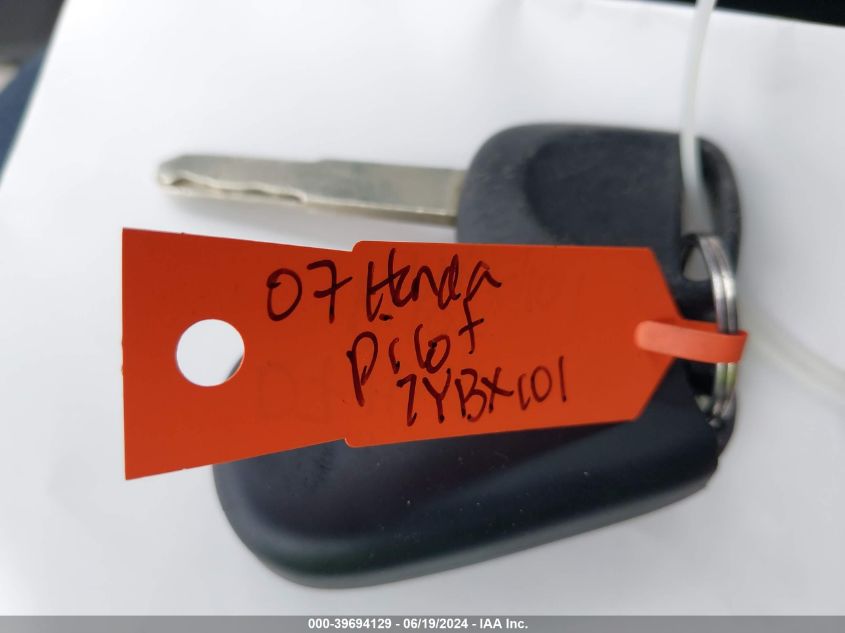 07 Honda
Pilot
7YBX101
000-39694129 - 06/19/2024 - IAA Inc.